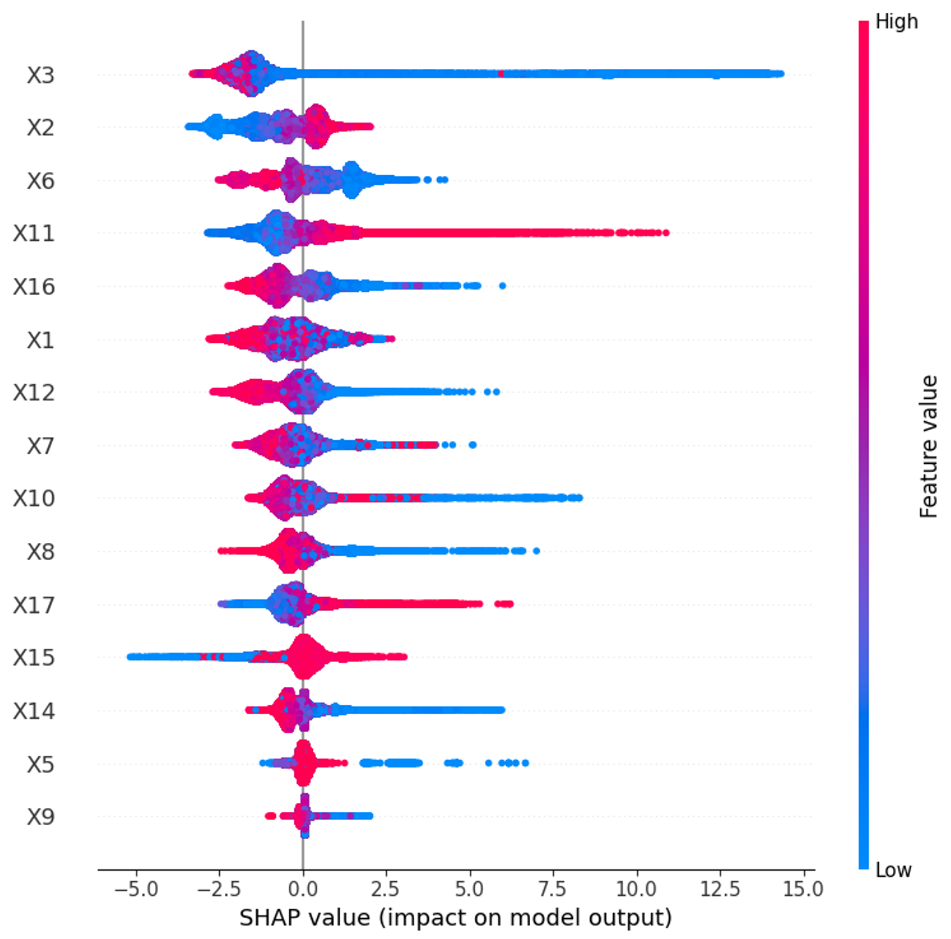 High
X3
X2
X6
X11
X16
X1
X12
X7
X10
X8
X17
X15
X14
X5
X9
Feature value
Low
−5.0 −2.5 0.0 2.5 5.0 7.5 10.0 12.5 15.0
SHAP value (impact on model output)